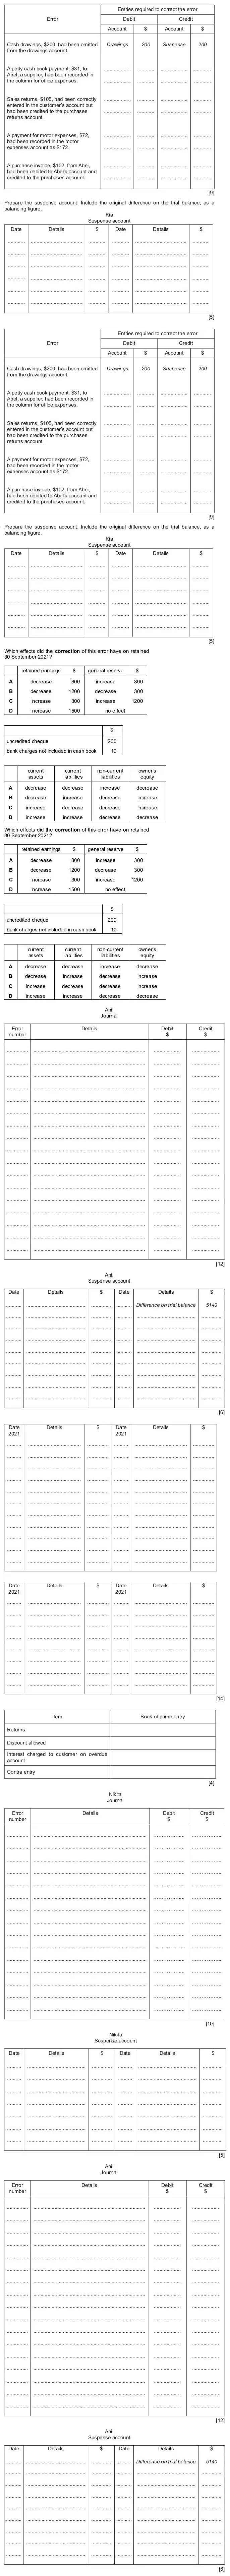 Entries required to correct the error
Error Debit Credit
Account $ Account $
Cash drawings, $200, had been omitted Drawings 200 Suspense 200
from the drawings account.
A petty cash book payment, $31, to
Abel, a supplier, had been recorded in
the column for office expenses.
Sales returns, $105, had been correctly
entered in the customer's account but
had been credited to the purchases
returns account.
A payment for motor expenses, $72,
had been recorded in the motor
expenses account as $172.
A purchase invoice, $102, from Abel,
had been debited to Abel's account and
credited to the purchases account.
[9]
Prepare the suspense account. Include the original difference on the trial balance, as a
balancing figure.
Kia
Suspense account
Date Details $ Date Details $
[5]
Entries required to correct the error
Error Debit Credit
Account $ Account $
Cash drawings, $200, had been omitted Drawings 200 Suspense 200
from the drawings account.
A petty cash book payment, $31, to
Abel, a supplier, had been recorded in
the column for office expenses.
Sales returns, $105, had been correctly
entered in the customer's account but
had been credited to the purchases
returns account.
A payment for motor expenses, $72,
had been recorded in the motor
expenses account as $172.
A purchase invoice, $102, from Abel,
had been debited to Abel's account and
credited to the purchases account.
[9]
Prepare the suspense account. Include the original difference on the trial balance, as a
balancing figure.
Kia
Suspense account
Date Details $ Date Details $
[5]
Which effects did the correction of this error have on retained
30 September 2021?
retained earnings $ general reserve $
A decrease 300 increase 300
B decrease 1200 decrease 300
C increase 300 increase 1200
D increase 1500 no effect
$
uncredited cheque 200
bank charges not included in cash book 10
current assets current liabilities non-current liabilities owner's equity
A decrease decrease increase decrease
B decrease increase decrease increase
C increase decrease decrease increase
D increase increase decrease decrease
Which effects did the correction of this error have on retained
30 September 2021?
retained earnings $ general reserve $
A decrease 300 increase 300
B decrease 1200 decrease 300
C increase 300 increase 1200
D increase 1500 no effect
$
uncredited cheque 200
bank charges not included in cash book 10
current assets current liabilities non-current liabilities owner's equity
A decrease decrease increase decrease
B decrease increase decrease increase
C increase decrease decrease increase
D increase increase decrease decrease
Anil
Journal
Error number Details Debit $ Credit $
[12]
Anil
Suspense account
Date Details $ Date Details $
Difference on trial balance 5140
[6]
Date 2021 Details $ Date 2021 Details $
Date 2021 Details $ Date 2021 Details $
[14]
Item Book of prime entry
Returns
Discount allowed
Interest charged to customer on overdue
account
Contra entry
[4]
Nikita
Journal
Error number Details Debit $ Credit $
[10]
Nikita
Suspense account
Date Details $ Date Details $
[5]
Anil
Journal
Error number Details Debit $ Credit $
[12]
Anil
Suspense account
Date Details $ Date Details $
Difference on trial balance 5140
[6]